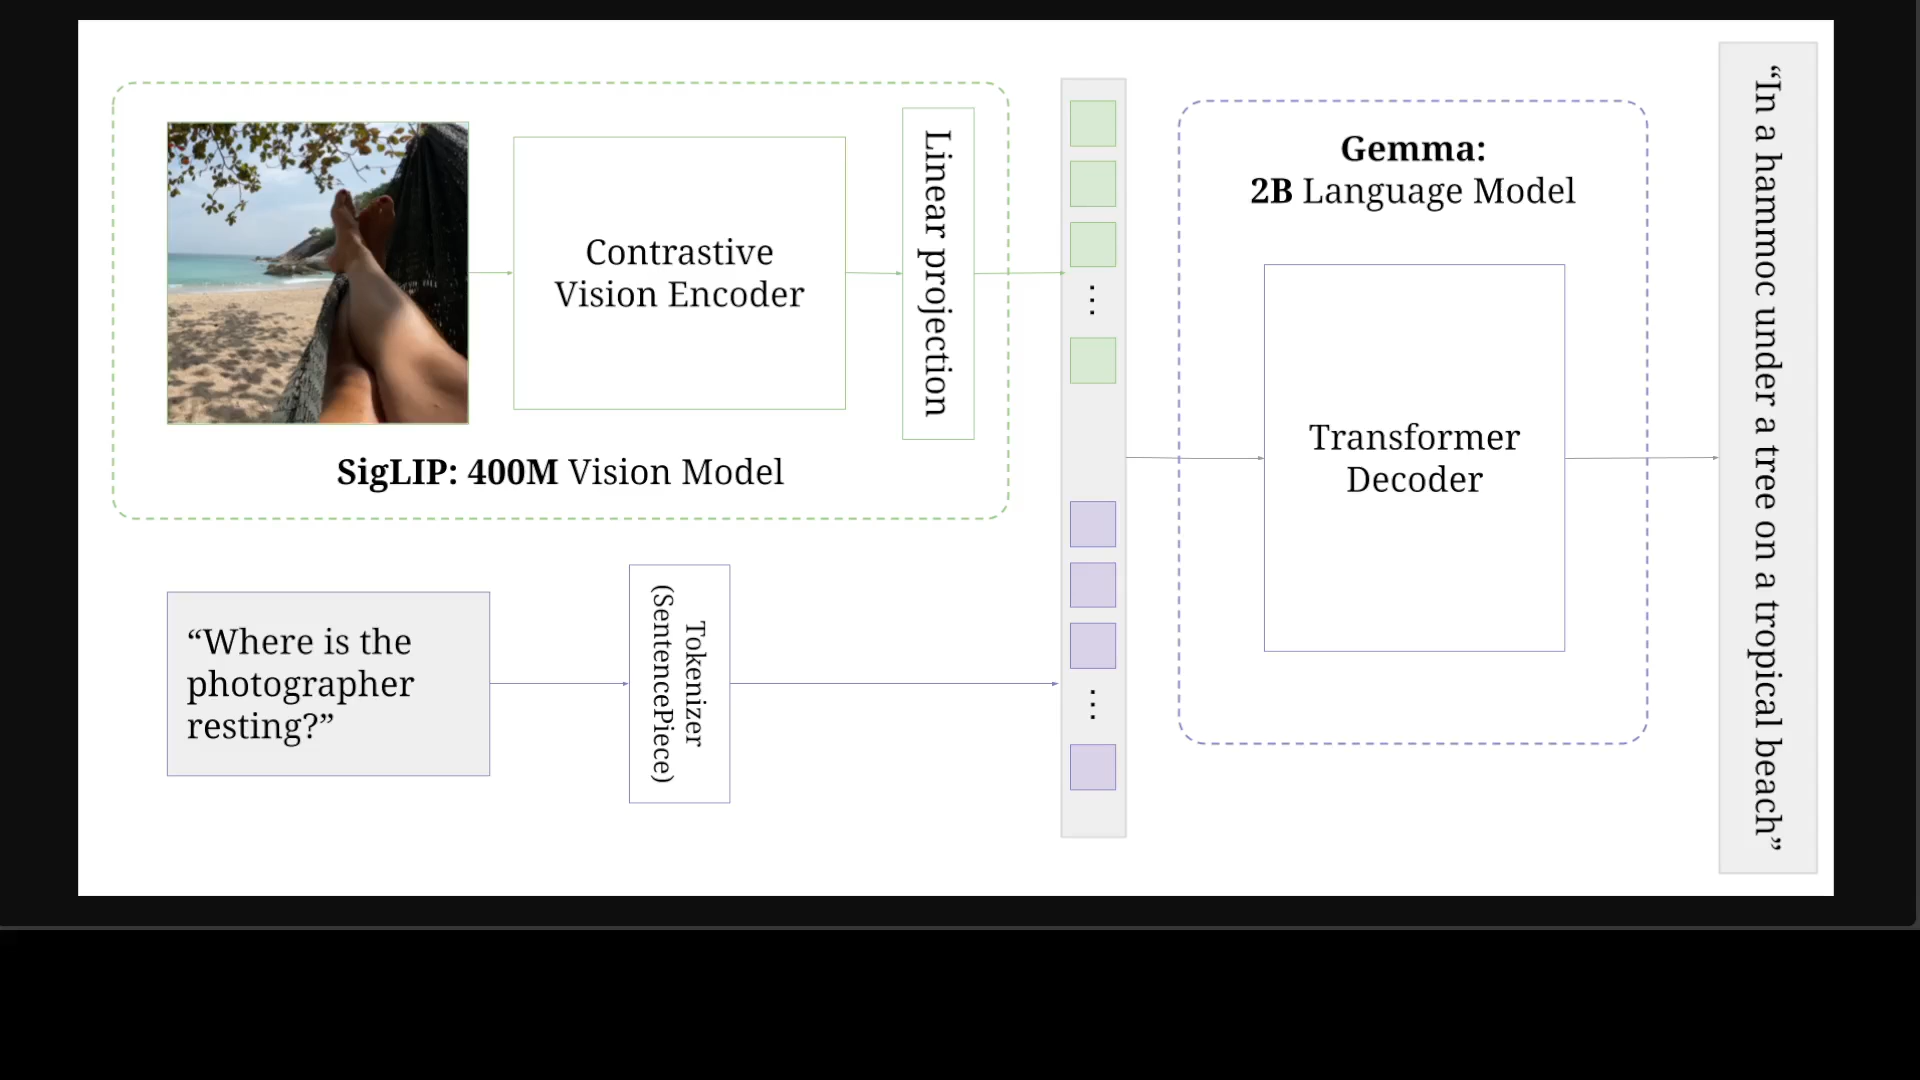 Contrastive
Vision Encoder
Linear projection
SigLIP: 400M Vision Model
“Where is the
photographer
resting?”
Tokenizer
(SentencePiece)
...
...
Gemma:
2B Language Model
Transformer
Decoder
“In a hammoc under a tree on a tropical beach”